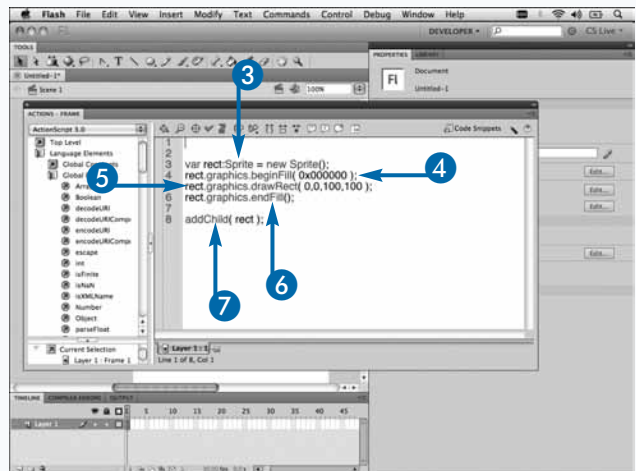 Flash File Edit View Insert Modify Text Commands Control Debug Window Help
DEVELOPER
CS Live
TOOLS
PROPERTIES LIBRARY
Untitled-1*
Scene 1
100%
Fl
Document
Untitled-1
ACTIONS - FRAME
ActionScript 3.0
Code Snippets
Top Level
Language Elements
Global
Global
Array
Boolean
decodeURI
decodeURICompo
encodeURI
encodeURICompo
escape
int
isFinite
isNaN
isXMLName
Number
Object
parseFloat
Current Selection
Layer 1 : Frame 1
1
2
3 var rect:Sprite = new Sprite();
4 rect.graphics.beginFill( 0x000000 );
5 rect.graphics.drawRect( 0,0,100,100 );
6 rect.graphics.endFill();
7
8 addChild( rect );
3
4
5
6
7
Layer 1 : 1
Line 1 of 8, Col 1
Edit...
Edit...
Edit...
Edit...
TIMELINE COMPILER ERRORS OUTPUT
1 5 10 15 20 25 30 35 40 45
Layer 1